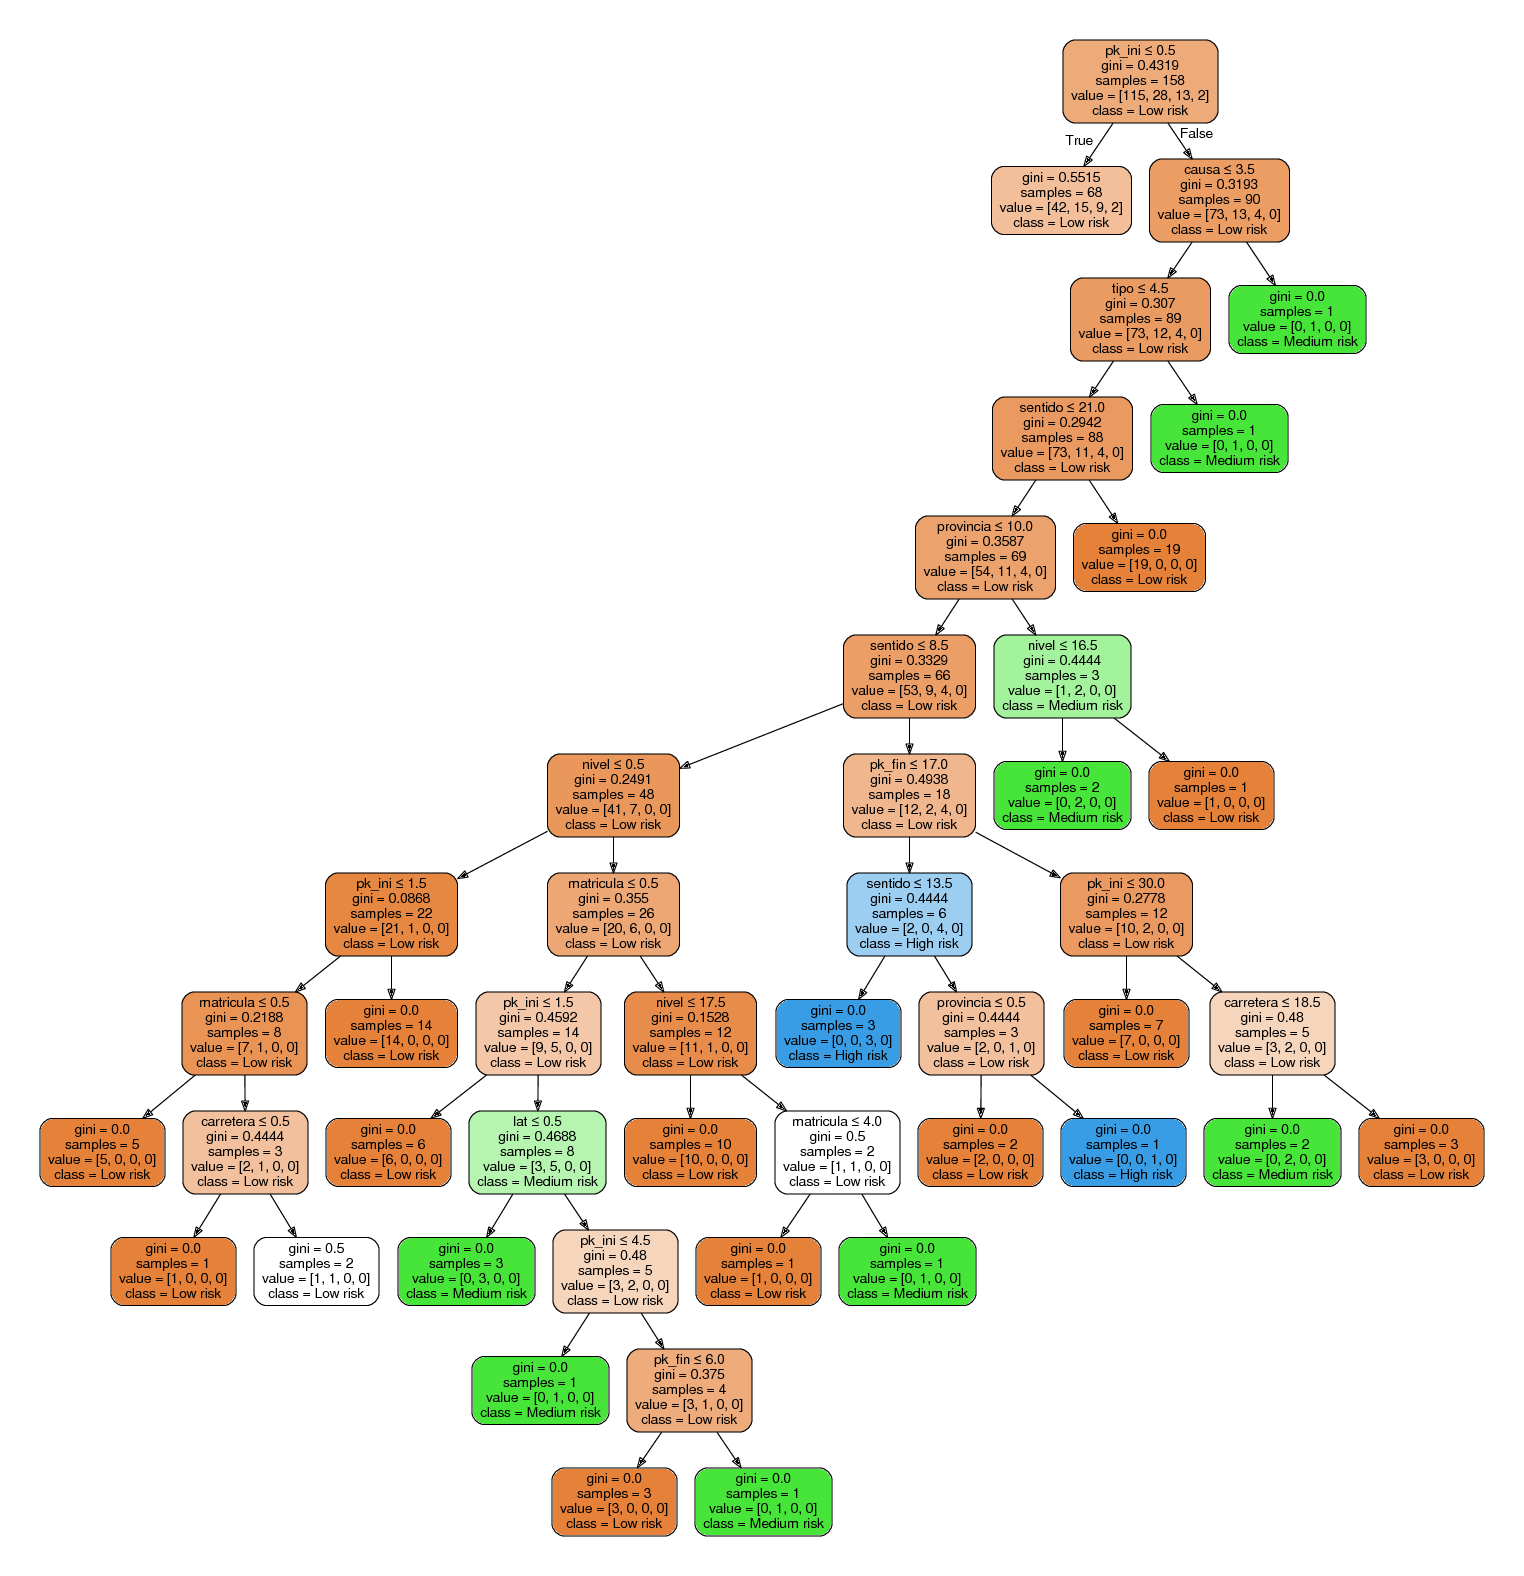 pk_ini ≤ 0.5
gini = 0.4319
samples = 158
value = [115, 28, 13, 2]
class = Low risk
True
False
gini = 0.5515
samples = 68
value = [42, 15, 9, 2]
class = Low risk
causa ≤ 3.5
gini = 0.3193
samples = 90
value = [73, 13, 4, 0]
class = Low risk
tipo ≤ 4.5
gini = 0.307
samples = 89
value = [73, 12, 4, 0]
class = Low risk
gini = 0.0
samples = 1
value = [0, 1, 0, 0]
class = Medium risk
sentido ≤ 21.0
gini = 0.2942
samples = 88
value = [73, 11, 4, 0]
class = Low risk
gini = 0.0
samples = 1
value = [0, 1, 0, 0]
class = Medium risk
provincia ≤ 10.0
gini = 0.3587
samples = 69
value = [54, 11, 4, 0]
class = Low risk
gini = 0.0
samples = 19
value = [19, 0, 0, 0]
class = Low risk
sentido ≤ 8.5
gini = 0.3329
samples = 66
value = [53, 9, 4, 0]
class = Low risk
nivel ≤ 16.5
gini = 0.4444
samples = 3
value = [1, 2, 0, 0]
class = Medium risk
nivel ≤ 0.5
gini = 0.2491
samples = 48
value = [41, 7, 0, 0]
class = Low risk
pk_fin ≤ 17.0
gini = 0.4938
samples = 18
value = [12, 2, 4, 0]
class = Low risk
gini = 0.0
samples = 2
value = [0, 2, 0, 0]
class = Medium risk
gini = 0.0
samples = 1
value = [1, 0, 0, 0]
class = Low risk
pk_ini ≤ 1.5
gini = 0.0868
samples = 22
value = [21, 1, 0, 0]
class = Low risk
matricula ≤ 0.5
gini = 0.355
samples = 26
value = [20, 6, 0, 0]
class = Low risk
sentido ≤ 13.5
gini = 0.4444
samples = 6
value = [2, 0, 4, 0]
class = High risk
pk_ini ≤ 30.0
gini = 0.2778
samples = 12
value = [10, 2, 0, 0]
class = Low risk
matricula ≤ 0.5
gini = 0.2188
samples = 8
value = [7, 1, 0, 0]
class = Low risk
gini = 0.0
samples = 14
value = [14, 0, 0, 0]
class = Low risk
pk_ini ≤ 1.5
gini = 0.4592
samples = 14
value = [9, 5, 0, 0]
class = Low risk
nivel ≤ 17.5
gini = 0.1528
samples = 12
value = [11, 1, 0, 0]
class = Low risk
gini = 0.0
samples = 3
value = [0, 0, 3, 0]
class = High risk
provincia ≤ 0.5
gini = 0.4444
samples = 3
value = [2, 0, 1, 0]
class = Low risk
gini = 0.0
samples = 7
value = [7, 0, 0, 0]
class = Low risk
carretera ≤ 18.5
gini = 0.48
samples = 5
value = [3, 2, 0, 0]
class = Low risk
gini = 0.0
samples = 5
value = [5, 0, 0, 0]
class = Low risk
carretera ≤ 0.5
gini = 0.4444
samples = 3
value = [2, 1, 0, 0]
class = Low risk
gini = 0.0
samples = 6
value = [6, 0, 0, 0]
class = Low risk
lat ≤ 0.5
gini = 0.4688
samples = 8
value = [3, 5, 0, 0]
class = Medium risk
gini = 0.0
samples = 10
value = [10, 0, 0, 0]
class = Low risk
matricula ≤ 4.0
gini = 0.5
samples = 2
value = [1, 1, 0, 0]
class = Low risk
gini = 0.0
samples = 2
value = [2, 0, 0, 0]
class = Low risk
gini = 0.0
samples = 1
value = [0, 0, 1, 0]
class = High risk
gini = 0.0
samples = 2
value = [0, 2, 0, 0]
class = Medium risk
gini = 0.0
samples = 3
value = [3, 0, 0, 0]
class = Low risk
gini = 0.0
samples = 1
value = [1, 0, 0, 0]
class = Low risk
gini = 0.5
samples = 2
value = [1, 1, 0, 0]
class = Low risk
gini = 0.0
samples = 3
value = [0, 3, 0, 0]
class = Medium risk
pk_ini ≤ 4.5
gini = 0.48
samples = 5
value = [3, 2, 0, 0]
class = Low risk
gini = 0.0
samples = 1
value = [1, 0, 0, 0]
class = Low risk
gini = 0.0
samples = 1
value = [0, 1, 0, 0]
class = Medium risk
gini = 0.0
samples = 1
value = [0, 1, 0, 0]
class = Medium risk
pk_fin ≤ 6.0
gini = 0.375
samples = 4
value = [3, 1, 0, 0]
class = Low risk
gini = 0.0
samples = 3
value = [3, 0, 0, 0]
class = Low risk
gini = 0.0
samples = 1
value = [0, 1, 0, 0]
class = Medium risk